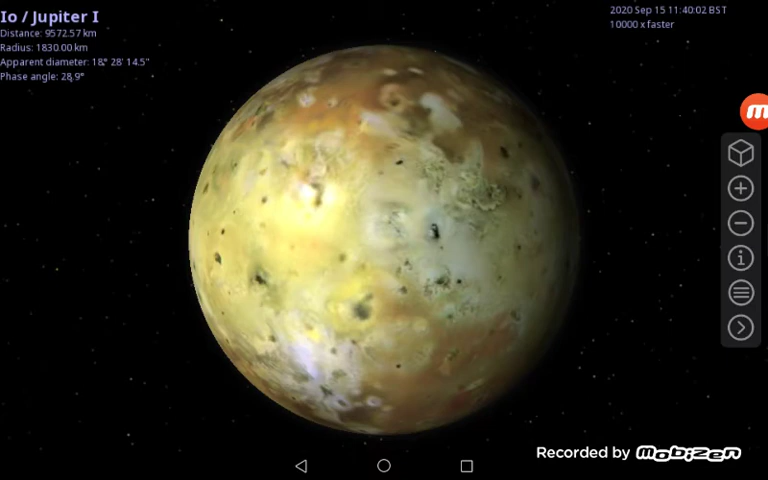 Io / Jupiter I
Distance: 9572.57 km
Radius: 1830.00 km
Apparent diameter: 18° 28' 14.5"
Phase angle: 28.9°
2020 Sep 15 11:40:02 BST
10000 x faster
m
Recorded by Mobizen